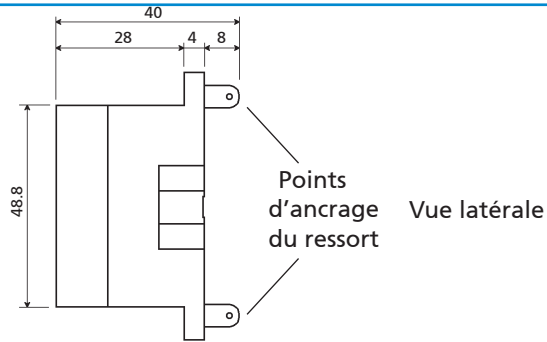 40
28 4 8
48.8
Points
d’ancrage
du ressort
Vue latérale